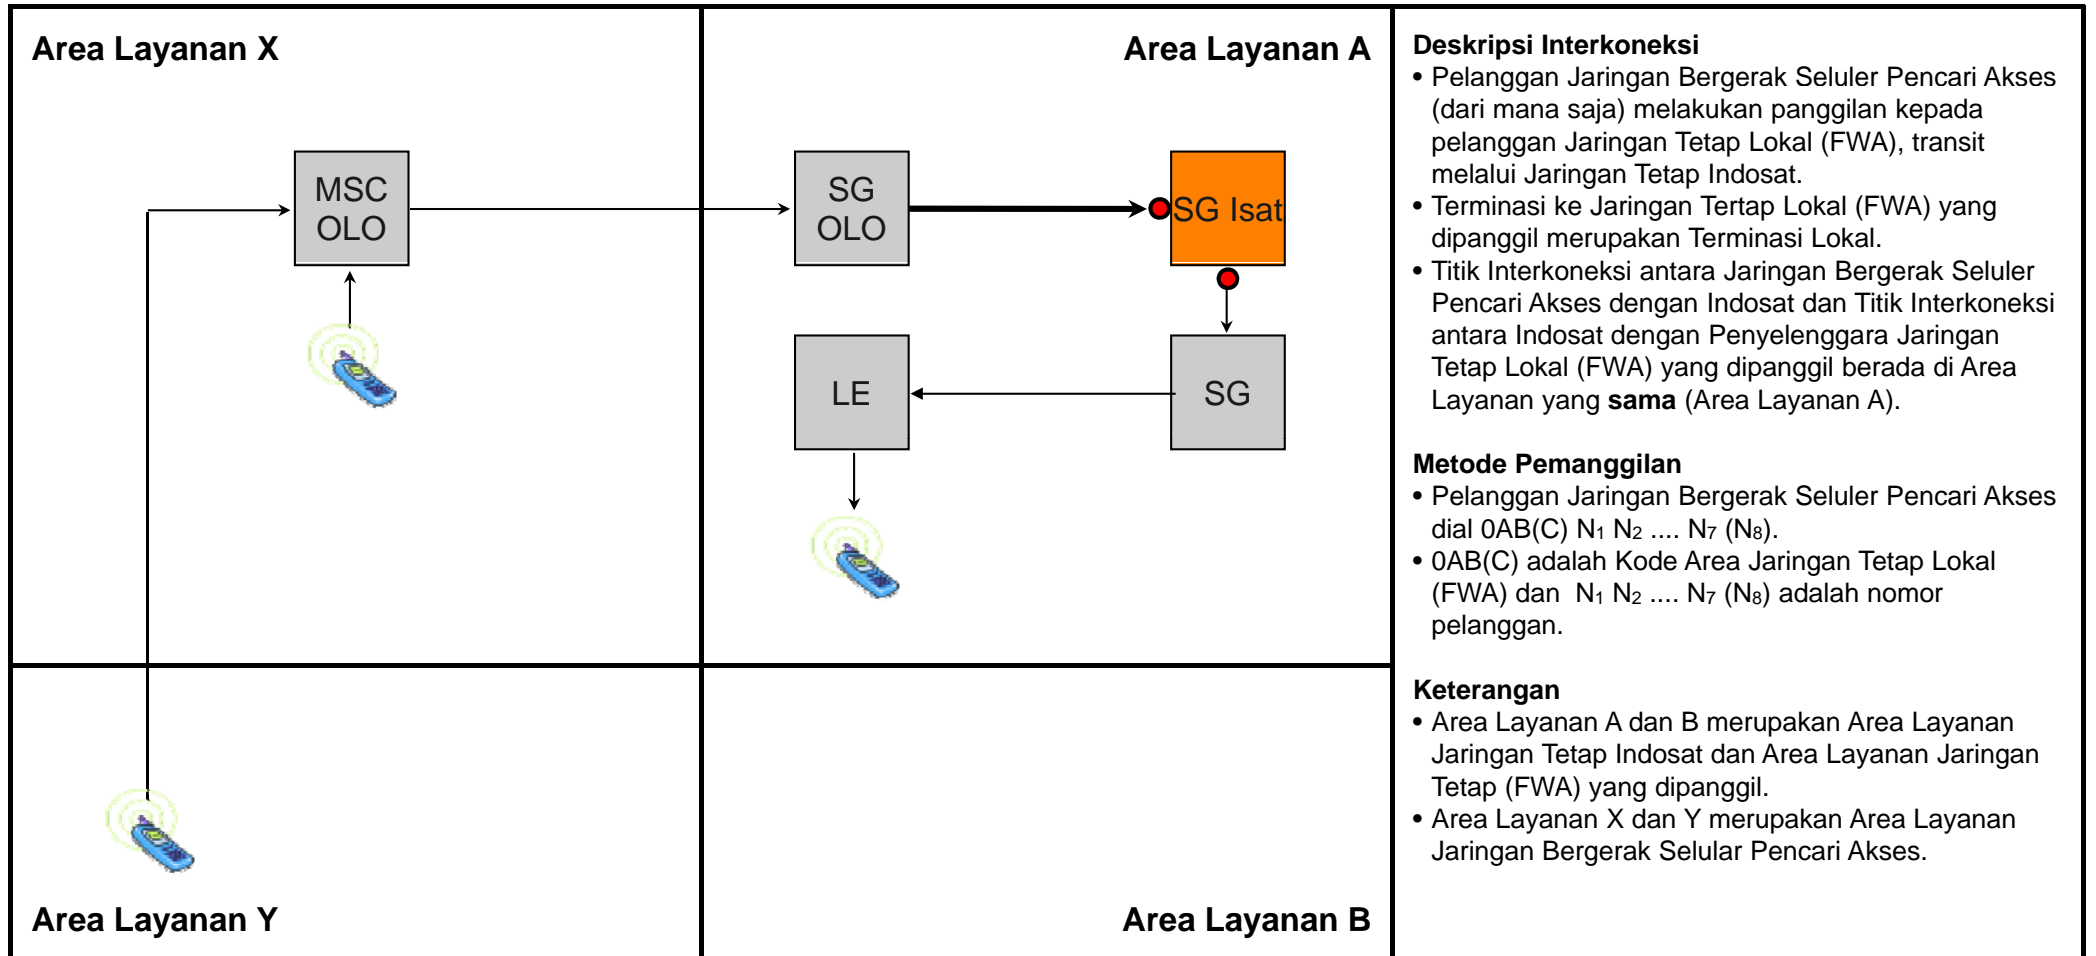 Area Layanan X
Area Layanan A
MSC
OLO
SG
OLO
SG Isat
LE
SG
Area Layanan Y
Area Layanan B
Deskripsi Interkoneksi
• Pelanggan Jaringan Bergerak Seluler Pencari Akses
(dari mana saja) melakukan panggilan kepada
pelanggan Jaringan Tetap Lokal (FWA), transit
melalui Jaringan Tetap Indosat.
• Terminasi ke Jaringan Tertap Lokal (FWA) yang
dipanggil merupakan Terminasi Lokal.
• Titik Interkoneksi antara Jaringan Bergerak Seluler
Pencari Akses dengan Indosat dan Titik Interkoneksi
antara Indosat dengan Penyelenggara Jaringan
Tetap Lokal (FWA) yang dipanggil berada di Area
Layanan yang sama (Area Layanan A).
Metode Pemanggilan
• Pelanggan Jaringan Bergerak Seluler Pencari Akses
dial 0AB(C) N₁ N₂ .... N₇ (N₈).
• 0AB(C) adalah Kode Area Jaringan Tetap Lokal
(FWA) dan N₁ N₂ .... N₇ (N₈) adalah nomor
pelanggan.
Keterangan
• Area Layanan A dan B merupakan Area Layanan
Jaringan Tetap Indosat dan Area Layanan Jaringan
Tetap (FWA) yang dipanggil.
• Area Layanan X dan Y merupakan Area Layanan
Jaringan Bergerak Selular Pencari Akses.